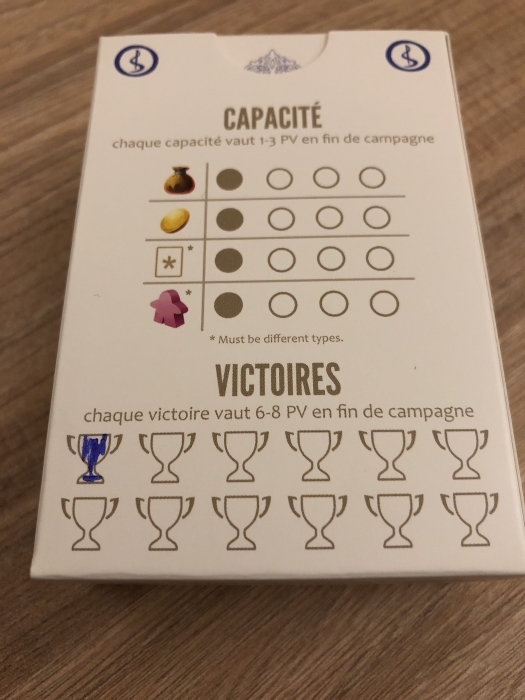 CAPACITÉ
chaque capacité vaut 1-3 PV en fin de campagne
*
*
*
* Must be different types.
VICTOIRES
chaque victoire vaut 6-8 PV en fin de campagne